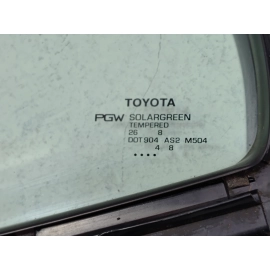 TOYOTA
PGW SOLARGREEN
TEMPERED
26 8
DOT904 AS2 M504
4 8
....